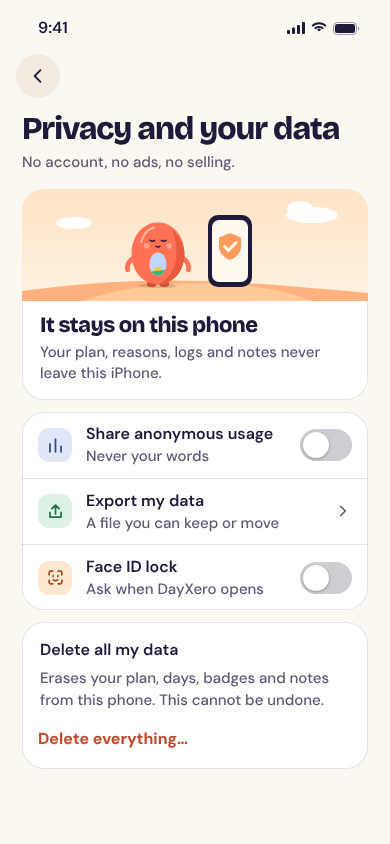 9:41
Privacy and your data
No account, no ads, no selling.
It stays on this phone
Your plan, reasons, logs and notes never
leave this iPhone.
Share anonymous usage
Never your words
Export my data
A file you can keep or move
Face ID lock
Ask when DayXero opens
Delete all my data
Erases your plan, days, badges and notes
from this phone. This cannot be undone.
Delete everything...